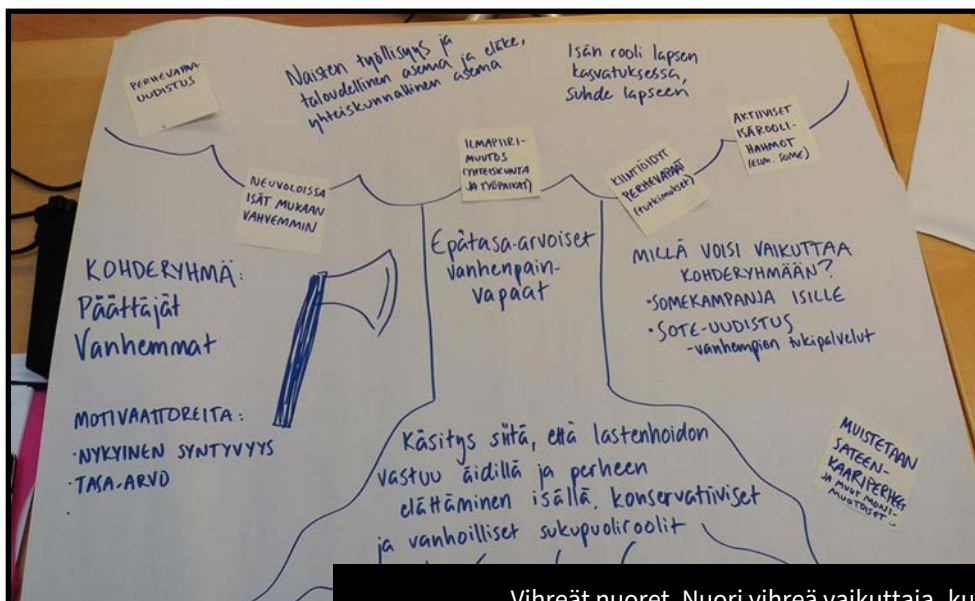 PERHEVAPAA-
UUDISTUS
Naisten työllisyys ja
taloudellinen asema ja eläke,
yhteiskunnallinen asema
Isän rooli lapsen
kasvatuksessa,
suhde lapseen
NEUVOLOISSA
ISÄT MUKAAN
VAHVEMMIN
ILMAPIIRI-
MUUTOS
(YHTEISKUNTA
JA TYÖPAIKAT)
KIINTIÖIDYT
PERHEVAPAAT
(tutkimukset)
AKTIIVISET
ISÄROOLI-
HAHMOT
(ESIM. SOME)
KOHDERYHMÄ:
Päättäjät
Vanhemmat
MOTIVAATTOREITA:
·NYKYINEN SYNTYVYYS
·TASA-ARVO
Epätasa-arvoiset
vanhenpain-
vapaat
MILLÄ VOISI VAIKUTTAA
KOHDERYHMÄÄN?
·SOMEKAMPANJA ISILLE
·SOTE-UUDISTUS
-vanhempien tukipalvelut
Käsitys siitä, että lastenhoidon
vastuu äidillä ja perheen
elättäminen isällä, konservatiiviset
ja vanhoilliset sukupuoliroolit
MUISTETAAN
SATEEN-
KAARIPERHEET
JA MUUT MONI-
MUOTOISET
Vihreät nuoret. Nuori vihreä vaikuttaja, ku